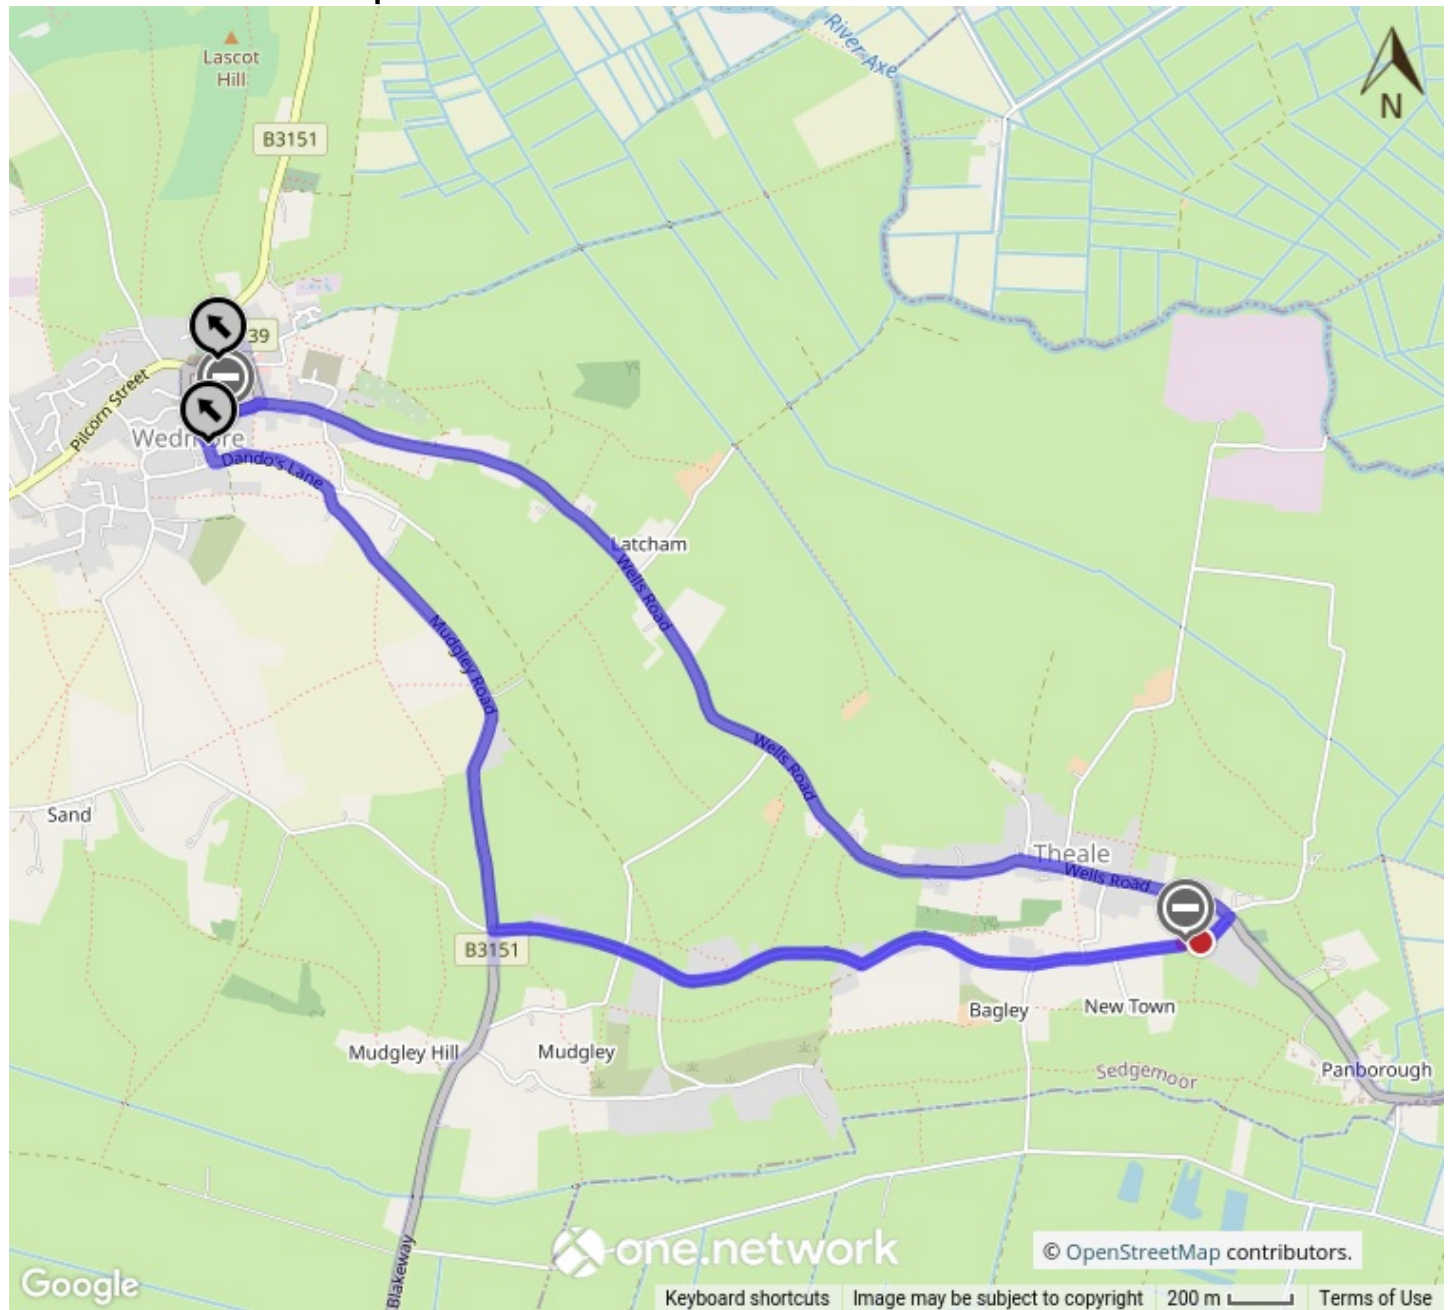 River Axe
N
Lascot
Hill
B3151
39
Pilcorn Street
Wedmore
Dando's Lane
Latcham
Wells Road
Mudgley Road
Wells Road
Sand
Theale
Wells Road
B3151
Bagley
New Town
Mudgley Hill
Mudgley
Sedgemoor
Panborough
Blakeway
one.network
© OpenStreetMap contributors.
Google
Keyboard shortcuts
Image may be subject to copyright
200 m
Terms of Use